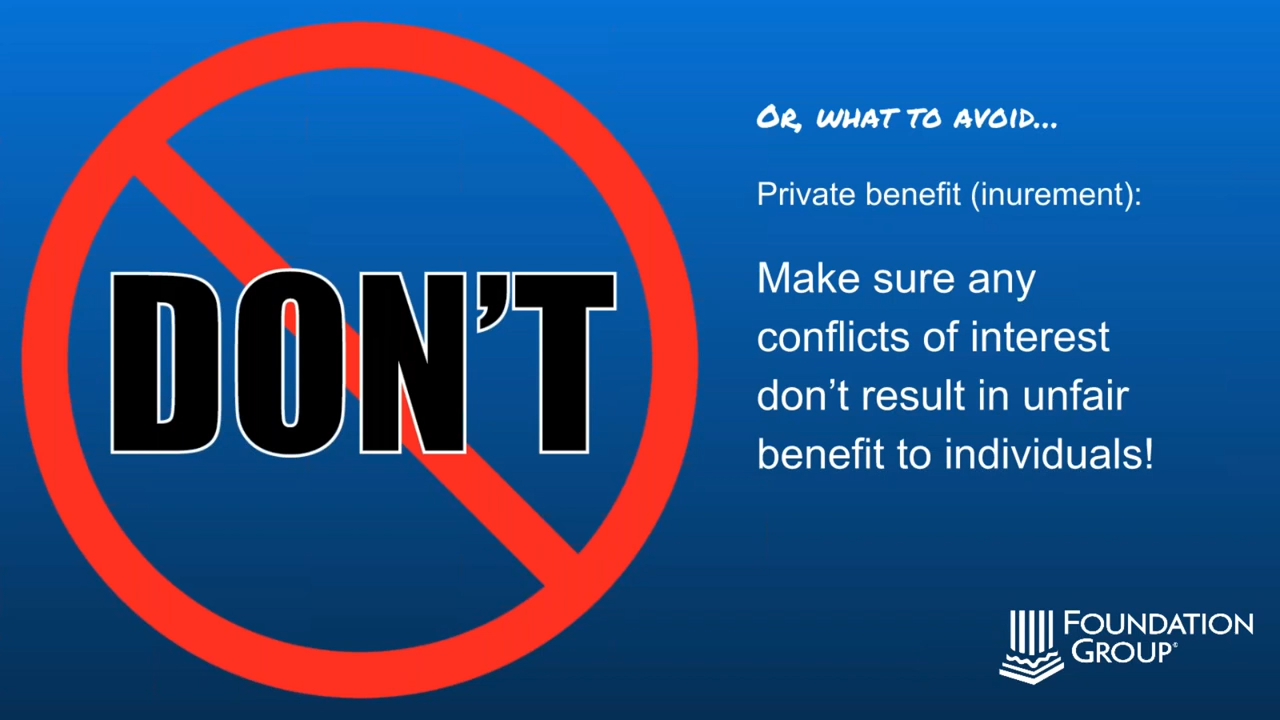 DON'T
OR, WHAT TO AVOID...
Private benefit (inurement):
Make sure any
conflicts of interest
don't result in unfair
benefit to individuals!
FOUNDATION
GROUP®